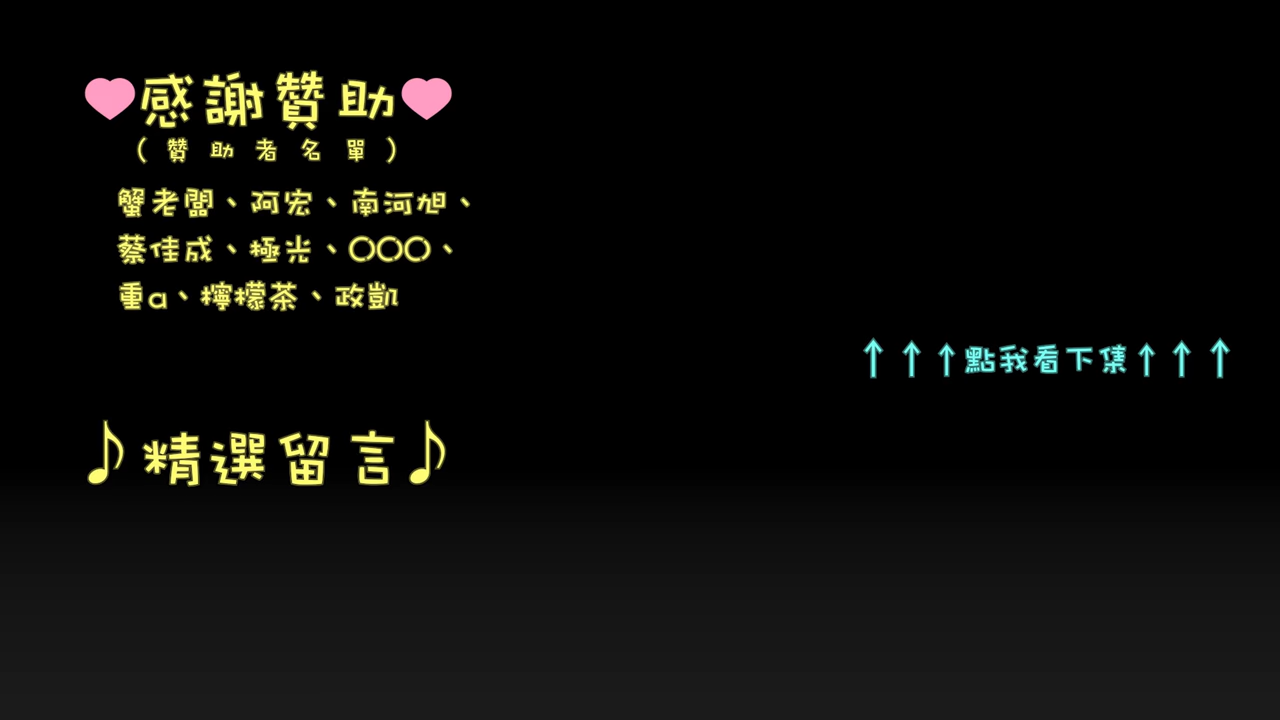 感謝贊助
(贊助者名單)
蟹老闆、阿宏、南河旭、
蔡佳成、極光、〇〇〇、
重a、檸檬茶、政凱
↑↑↑點我看下集↑↑↑
♪精選留言♪